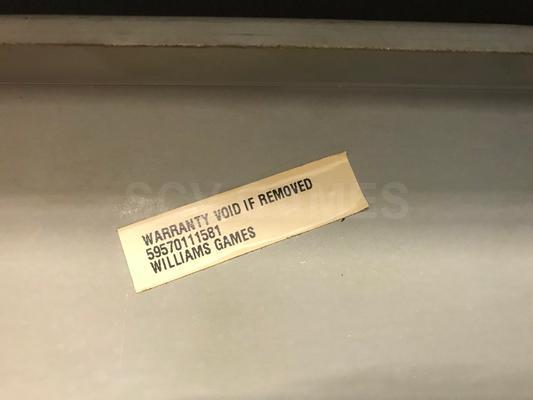 WARRANTY VOID IF REMOVED
59570111581
WILLIAMS GAMES